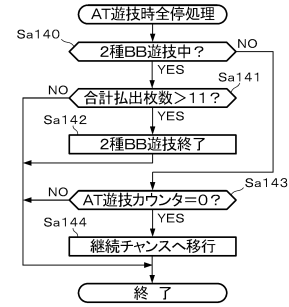 AT遊技時全停処理
Sa140
2種BB遊技中?
NO
YES
Sa141
合計払出枚数>11?
NO
YES
Sa142
2種BB遊技終了
Sa143
AT遊技カウンタ=0?
NO
YES
Sa144
継続チャンスへ移行
終 了